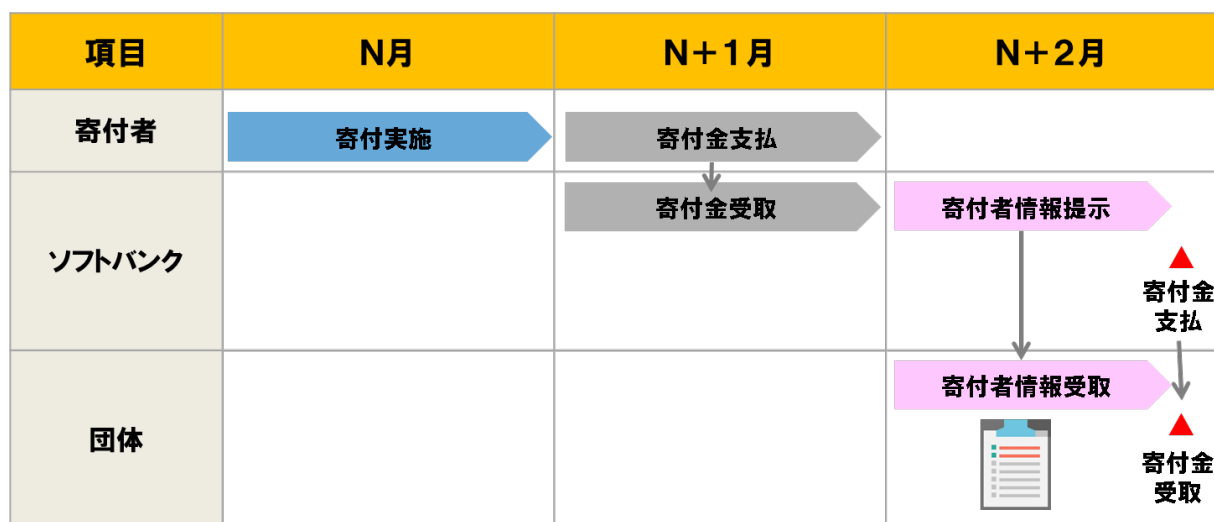 項目
N月
N＋1月
N＋2月
寄付者
寄付実施
寄付金支払
ソフトバンク
寄付金受取
寄付者情報提示
寄付金
支払
団体
寄付者情報受取
寄付金
受取